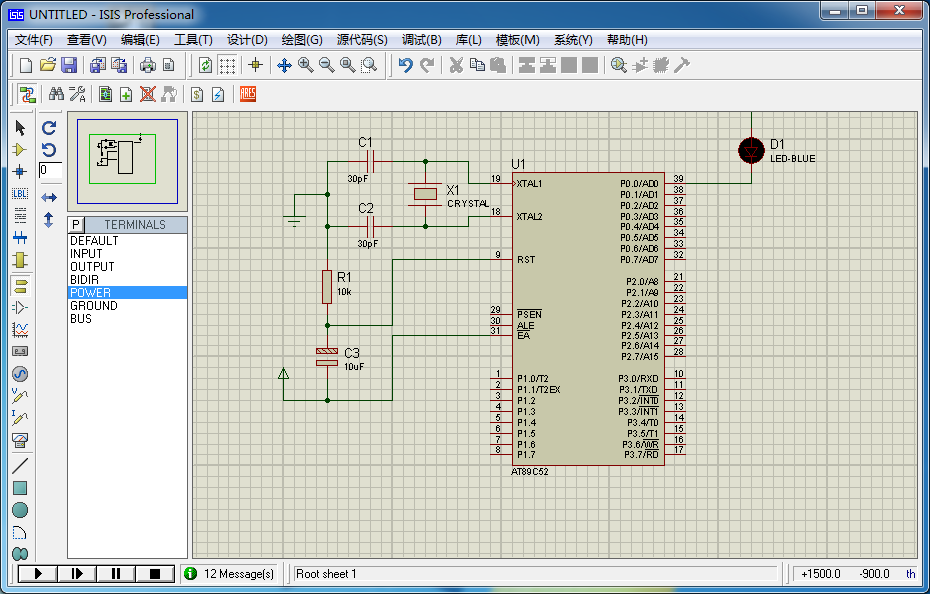 UNTITLED - ISIS Professional
文件(F) 查看(V) 编辑(E) 工具(T) 设计(D) 绘图(G) 源代码(S) 调试(B) 库(L) 模板(M) 系统(Y) 帮助(H)
ARES
0
LBL
P TERMINALS
DEFAULT
INPUT
OUTPUT
BIDIR
POWER
GROUND
BUS
C1
30pF
X1
CRYSTAL
C2
30pF
R1
10k
C3
10uF
U1
19 XTAL1
18 XTAL2
9 RST
29 PSEN
30 ALE
31 EA
1 P1.0/T2
2 P1.1/T2EX
3 P1.2
4 P1.3
5 P1.4
6 P1.5
7 P1.6
8 P1.7
P0.0/AD0 39
P0.1/AD1 38
P0.2/AD2 37
P0.3/AD3 36
P0.4/AD4 35
P0.5/AD5 34
P0.6/AD6 33
P0.7/AD7 32
P2.0/A8 21
P2.1/A9 22
P2.2/A10 23
P2.3/A11 24
P2.4/A12 25
P2.5/A13 26
P2.6/A14 27
P2.7/A15 28
P3.0/RXD 10
P3.1/TXD 11
P3.2/INT0 12
P3.3/INT1 13
P3.4/T0 14
P3.5/T1 15
P3.6/WR 16
P3.7/RD 17
AT89C52
D1
LED-BLUE
12 Message(s) Root sheet 1 +1500.0 -900.0 th